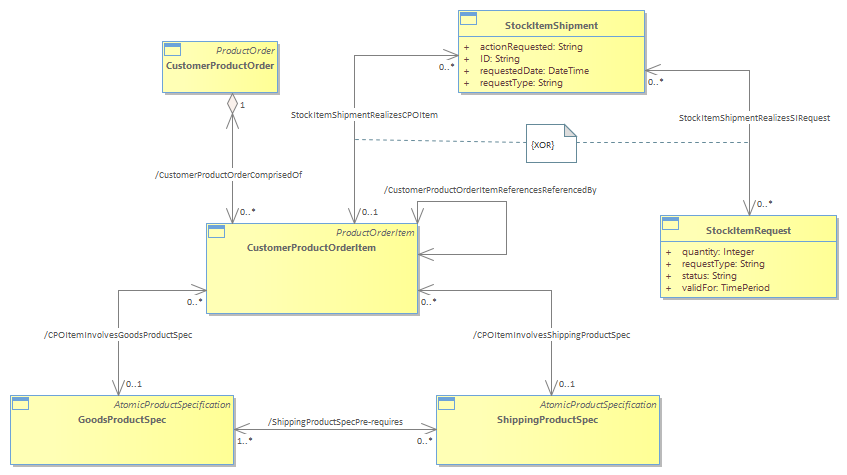 StockItemShipment
+ actionRequested: String
+ ID: String
+ requestedDate: DateTime
+ requestType: String
ProductOrder
CustomerProductOrder
0..*
0..*
1
StockItemShipmentRealizesCPOItem
StockItemShipmentRealizesSIRequest
{XOR}
/CustomerProductOrderComprisedOf
/CustomerProductOrderItemReferencesReferencedBy
0..*
0..1
0..*
ProductOrderItem
CustomerProductOrderItem
StockItemRequest
+ quantity: Integer
+ requestType: String
+ status: String
+ validFor: TimePeriod
0..*
0..*
/CPOItemInvolvesGoodsProductSpec
/CPOItemInvolvesShippingProductSpec
0..1
0..1
AtomicProductSpecification
GoodsProductSpec
AtomicProductSpecification
ShippingProductSpec
/ShippingProductSpecPre-requires
1..*
0..*